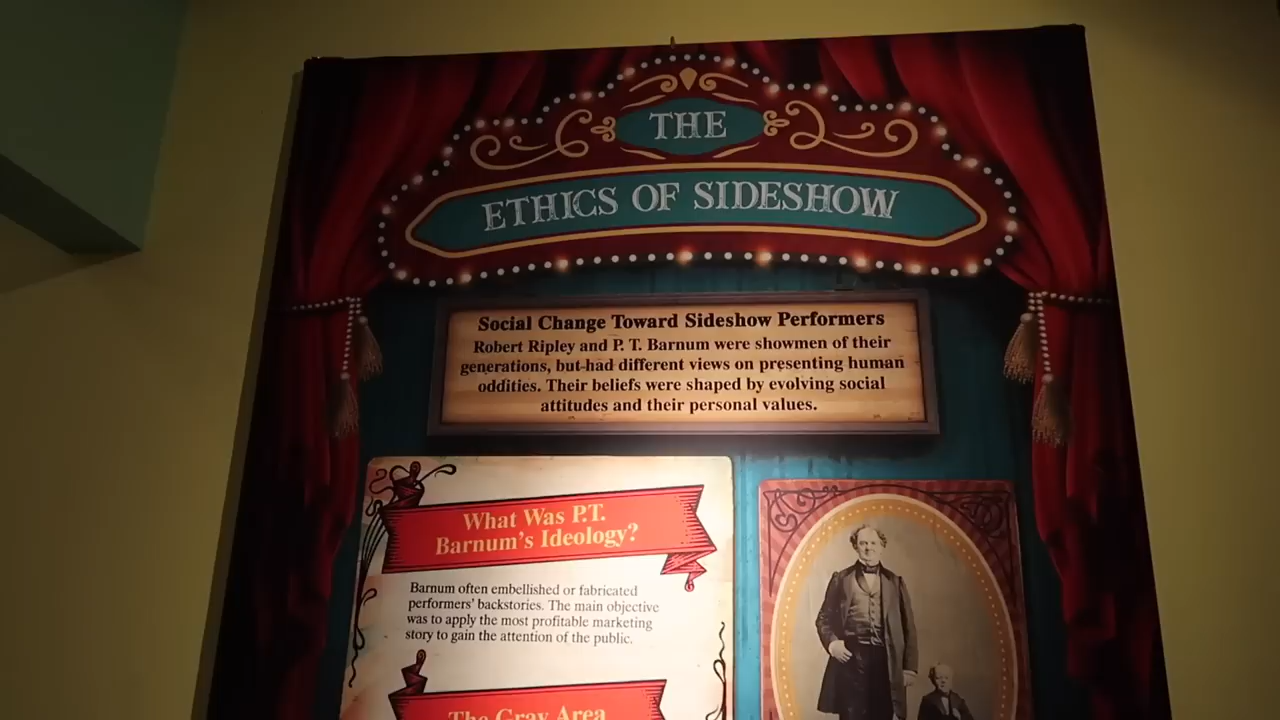 THE
ETHICS OF SIDESHOW
Social Change Toward Sideshow Performers
Robert Ripley and P. T. Barnum were showmen of their
generations, but had different views on presenting human
oddities. Their beliefs were shaped by evolving social
attitudes and their personal values.
What Was P.T.
Barnum's Ideology?
Barnum often embellished or fabricated
performers' backstories. The main objective
was to apply the most profitable marketing
story to gain the attention of the public.
The Gray Area